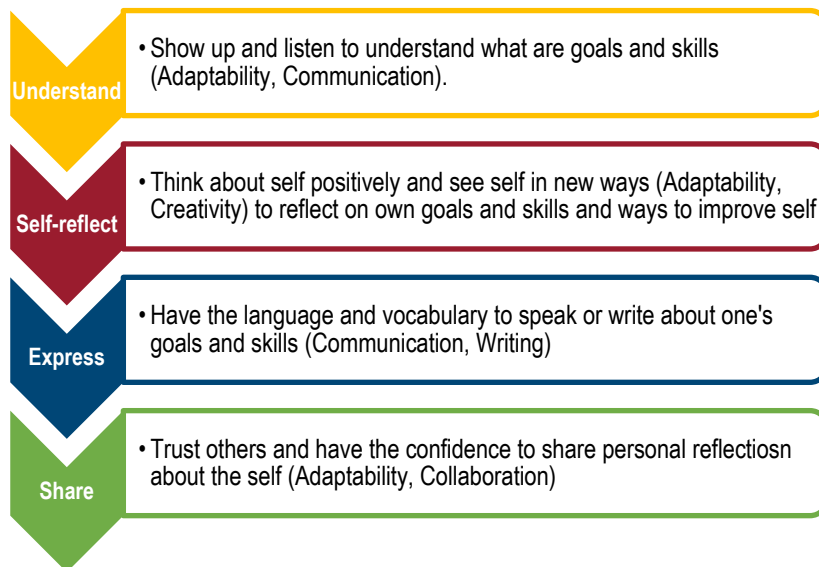 Understand
• Show up and listen to understand what are goals and skills
(Adaptability, Communication).
Self-reflect
• Think about self positively and see self in new ways (Adaptability,
Creativity) to reflect on own goals and skills and ways to improve self
Express
• Have the language and vocabulary to speak or write about one's
goals and skills (Communication, Writing)
Share
• Trust others and have the confidence to share personal reflectiosn
about the self (Adaptability, Collaboration)